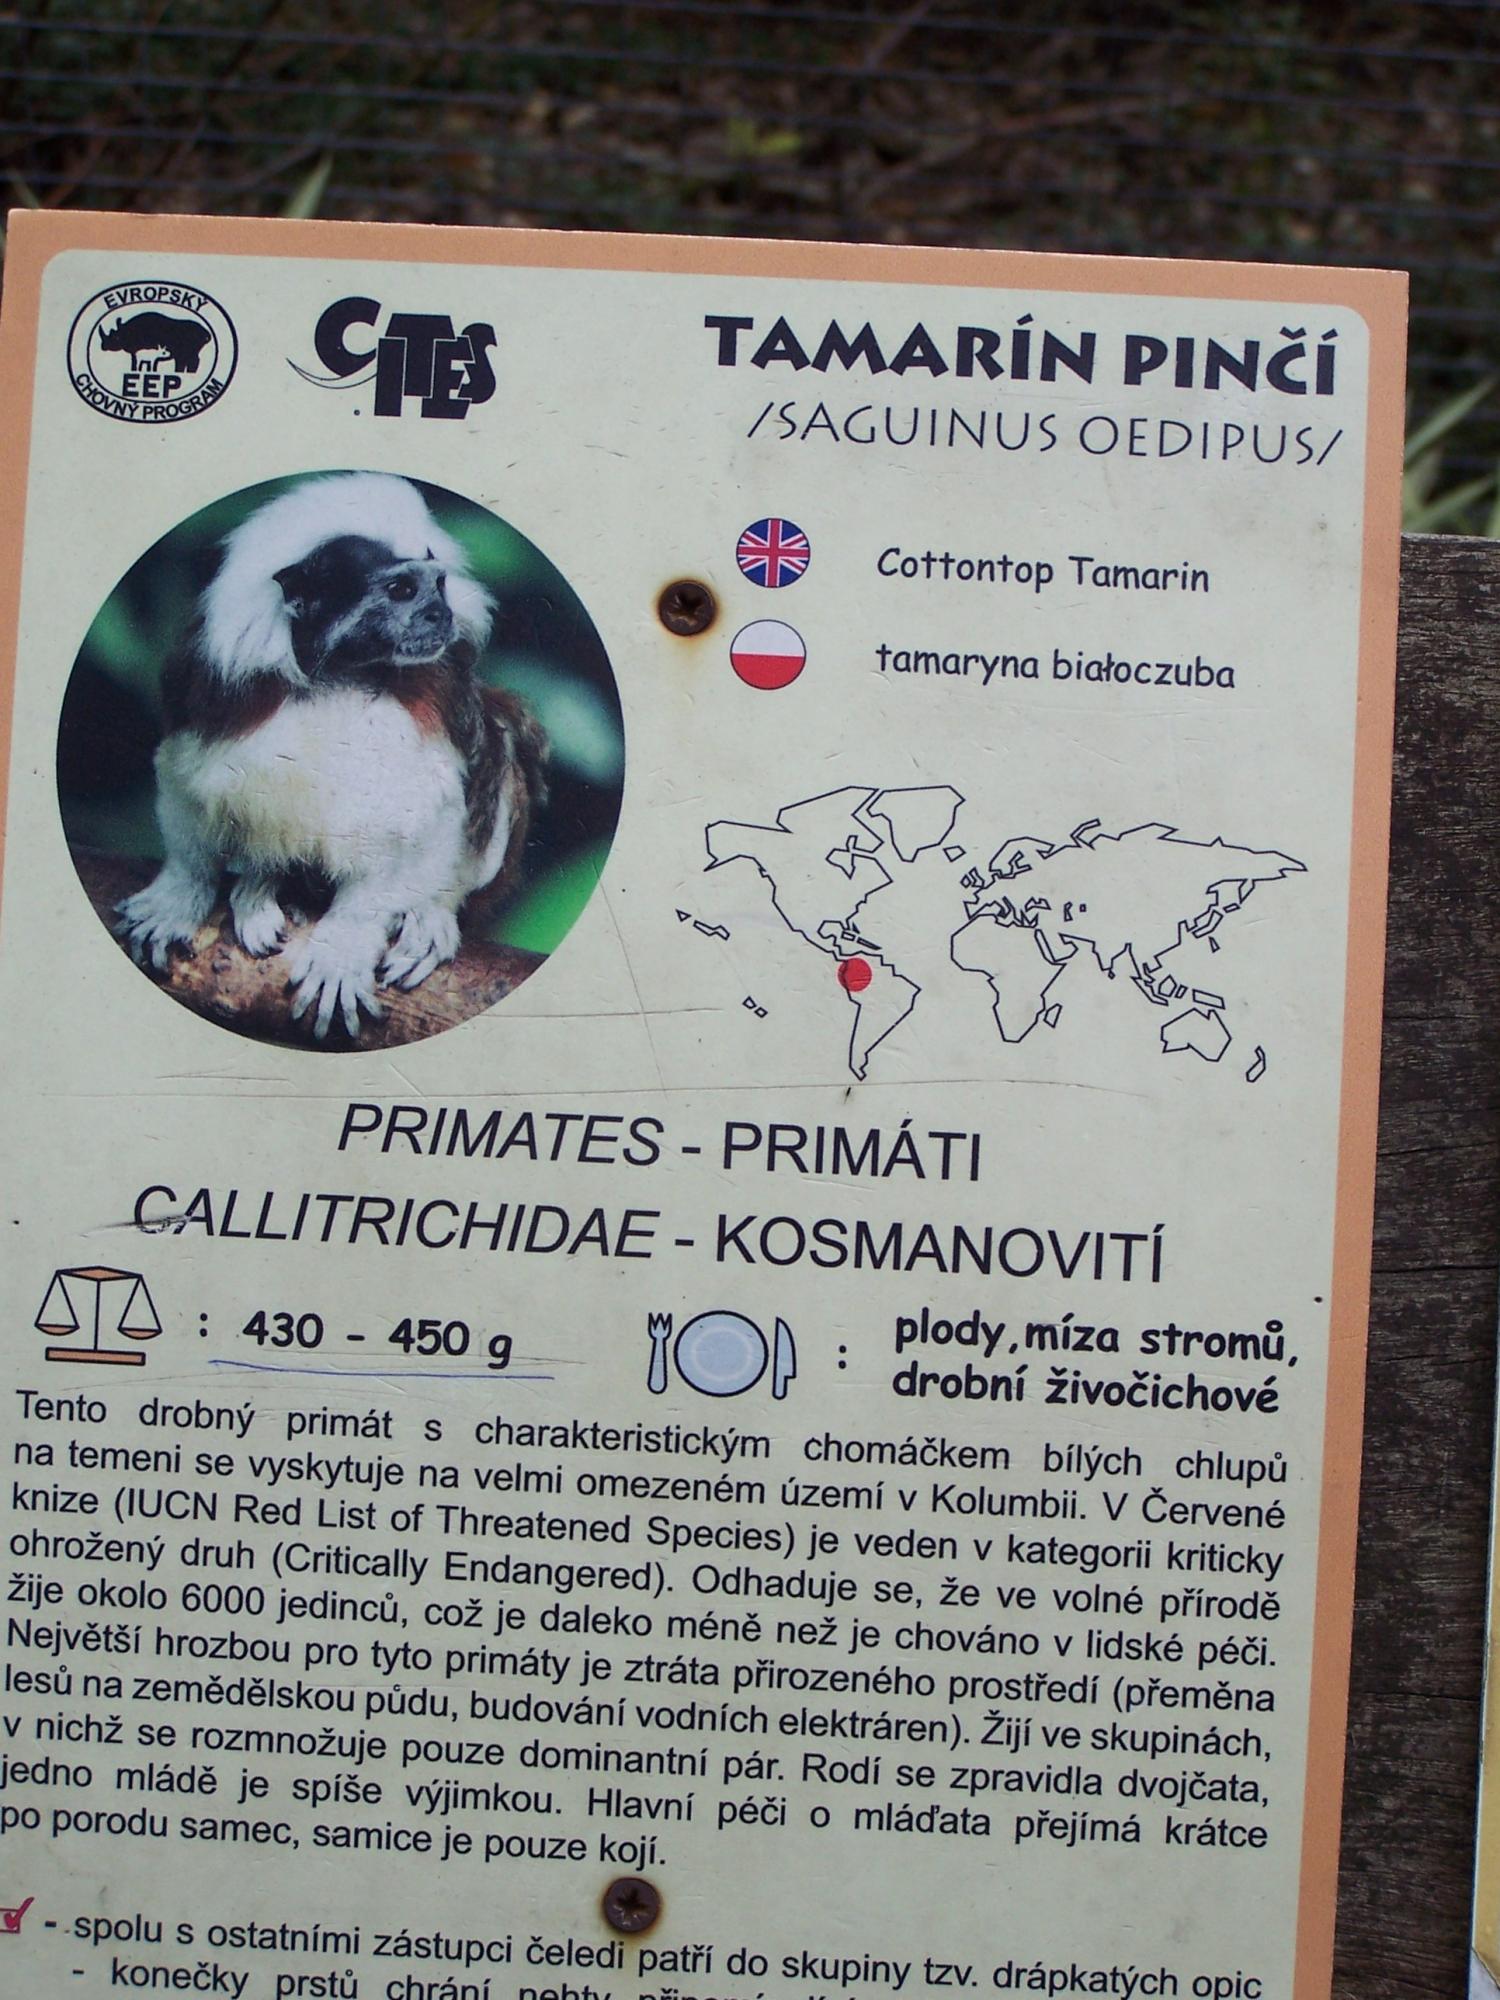 EVROPSKÝ
EEP
CHOVNÝ PROGRAM
CITES
TAMARÍN PINČÍ
/SAGUINUS OEDIPUS/
Cottontop Tamarin
tamaryna białoczuba
PRIMATES - PRIMÁTI
CALLITRICHIDAE - KOSMANOVITÍ
: 430 - 450 g
: plody, míza stromů,
drobní živočichové
Tento drobný primát s charakteristickým chomáčkem bílých chlupů
na temeni se vyskytuje na velmi omezeném území v Kolumbii. V Červené
knize (IUCN Red List of Threatened Species) je veden v kategorii kriticky
ohrožený druh (Critically Endangered). Odhaduje se, že ve volné přírodě
žije okolo 6000 jedinců, což je daleko méně než je chováno v lidské péči.
Největší hrozbou pro tyto primáty je ztráta přirozeného prostředí (přeměna
lesů na zemědělskou půdu, budování vodních elektráren). Žijí ve skupinách,
v nichž se rozmnožuje pouze dominantní pár. Rodí se zpravidla dvojčata,
jedno mládě je spíše výjimkou. Hlavní péči o mláďata přejímá krátce
po porodu samec, samice je pouze kojí.
- spolu s ostatními zástupci čeledi patří do skupiny tzv. drápkatých opic
- konečky prstů chrání nehty